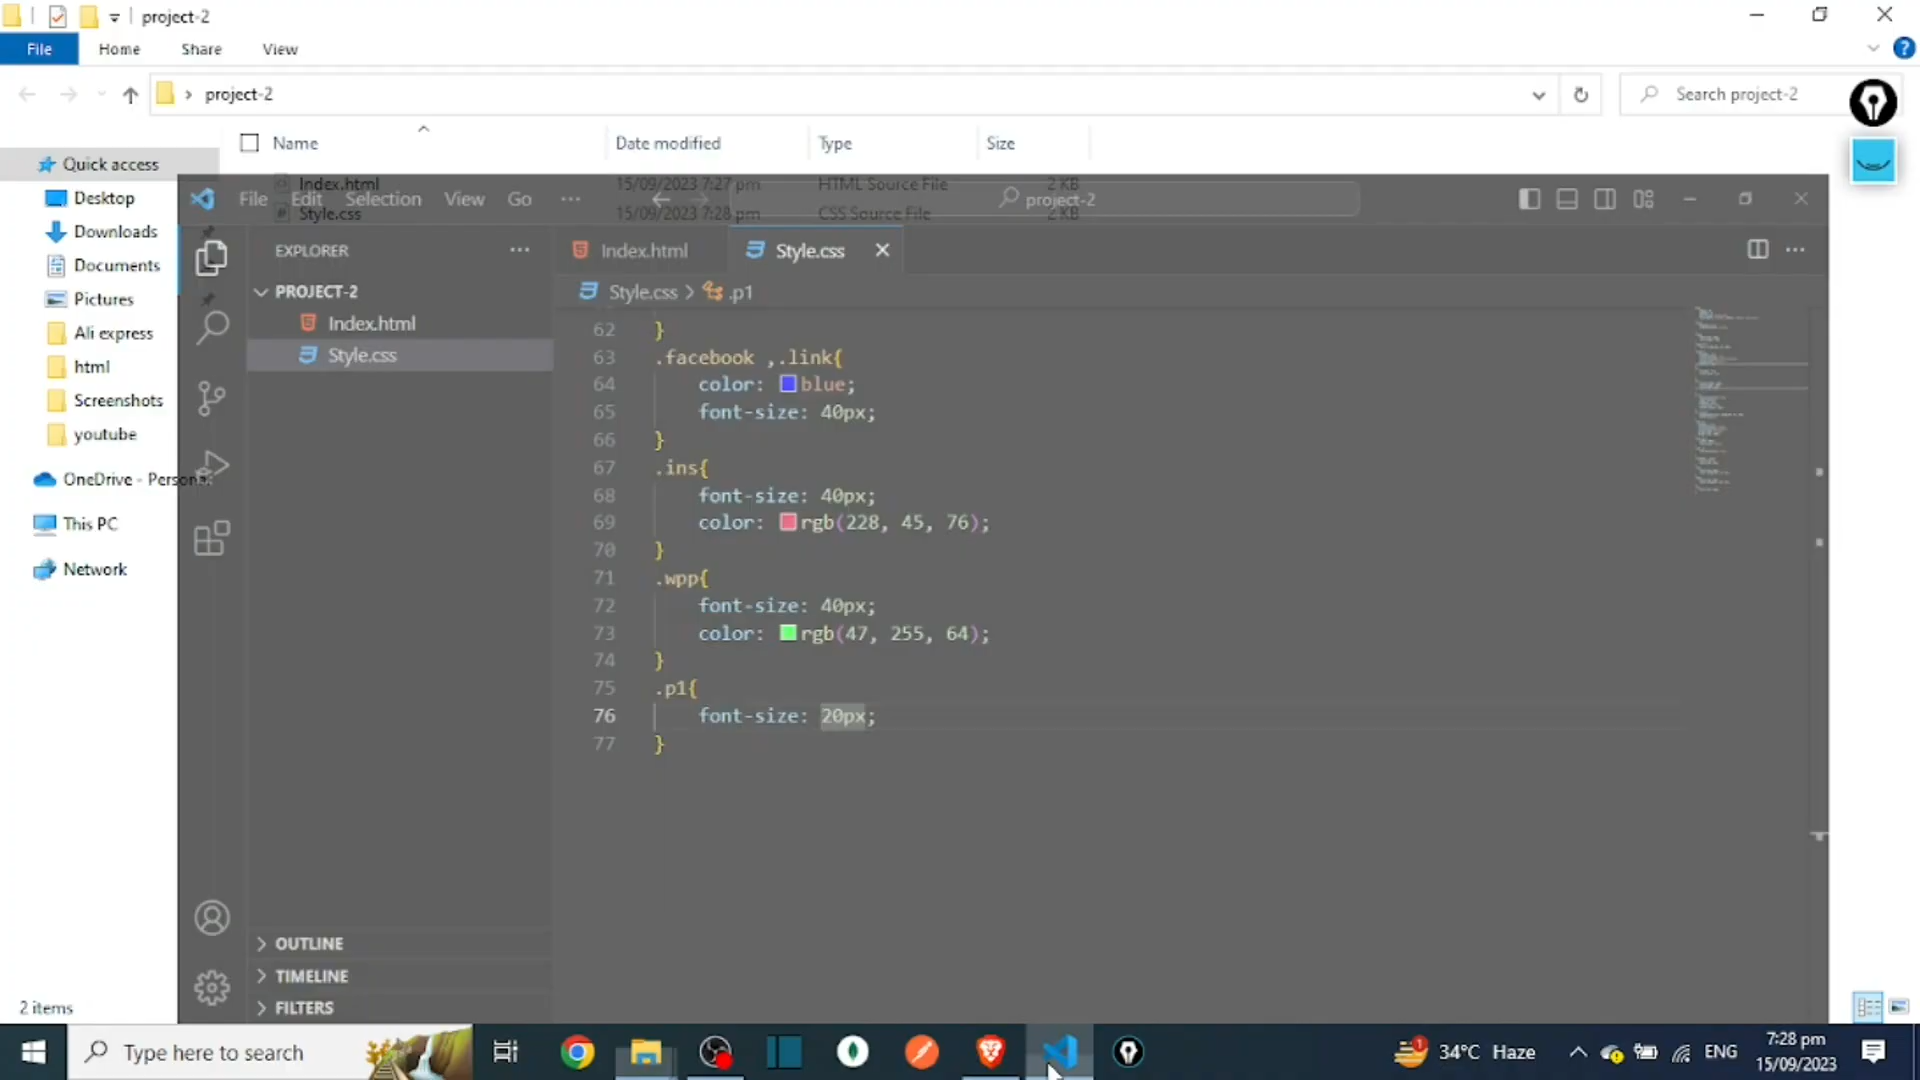 project-2
File Home Share View
project-2
Search project-2
Name Date modified Type Size
Index.html 15/09/2023 7:27 pm HTML Source File 2 KB
Style.css 15/09/2023 7:28 pm CSS Source File 2 KB
Quick access
Desktop
Downloads
Documents
Pictures
Ali express
html
Screenshots
youtube
OneDrive - Person
This PC
Network
2 items
File Edit Selection View Go ···
project-2
EXPLORER
PROJECT-2
Index.html
Style.css
OUTLINE
TIMELINE
FILTERS
Index.html Style.css
Style.css > .p1
62 }
63 .facebook ,.link{
64 color: blue;
65 font-size: 40px;
66 }
67 .ins{
68 font-size: 40px;
69 color: rgb(228, 45, 76);
70 }
71 .wpp{
72 font-size: 40px;
73 color: rgb(47, 255, 64);
74 }
75 .p1{
76 font-size: 20px;
77 }
Type here to search
1
34°C Haze
ENG
7:28 pm
15/09/2023